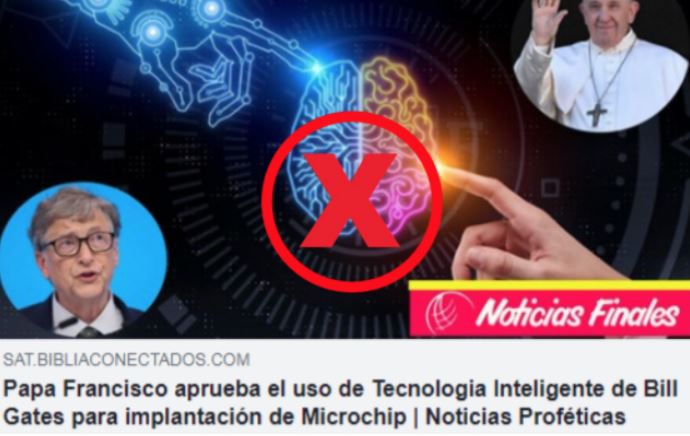 X
Noticias Finales
SAT.BIBLIACONECTADOS.COM
Papa Francisco aprueba el uso de Tecnologia Inteligente de Bill
Gates para implantación de Microchip | Noticias Proféticas